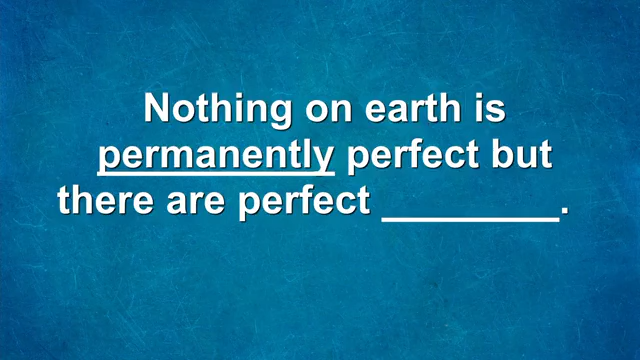 Nothing on earth is
permanently perfect but
there are perfect ________.